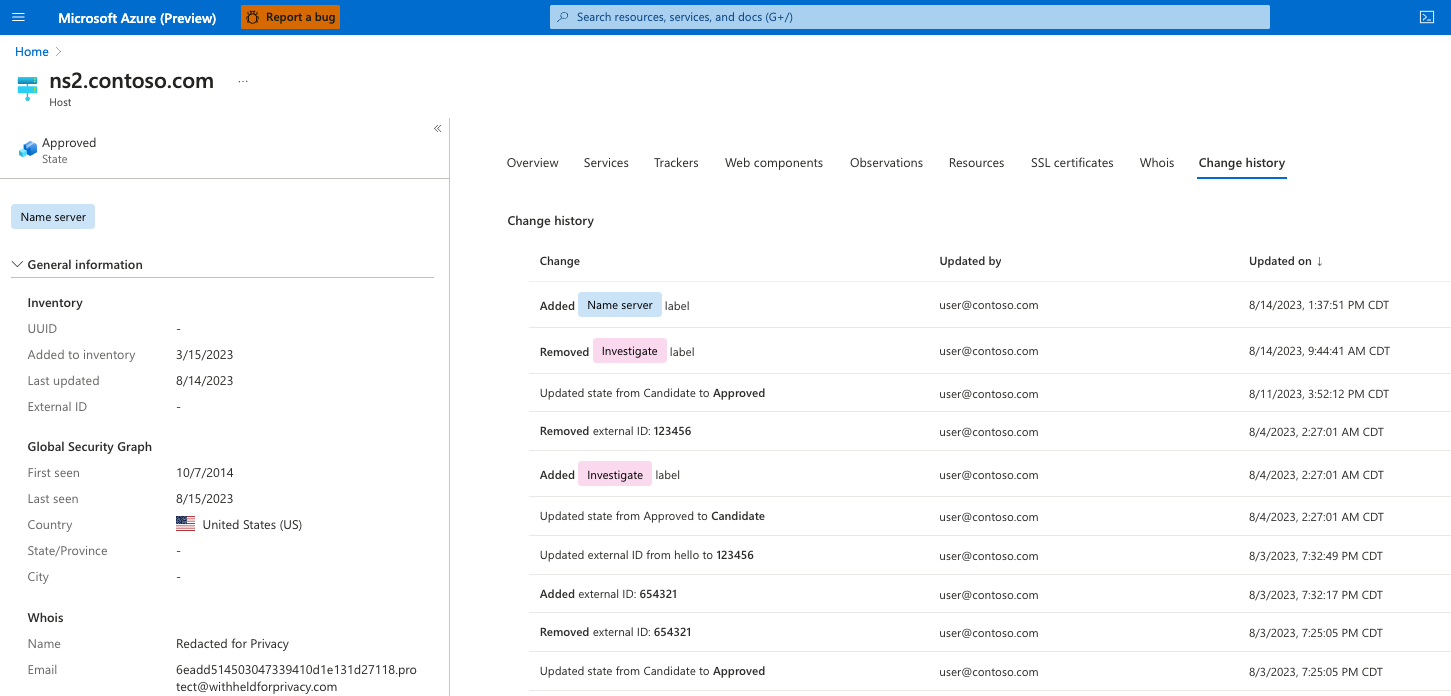 Microsoft Azure (Preview)
Report a bug
Search resources, services, and docs (G+/)
Home
ns2.contoso.com
...
Host
«
Approved
State
Name server
General information
Inventory
UUID -
Added to inventory 3/15/2023
Last updated 8/14/2023
External ID -
Global Security Graph
First seen 10/7/2014
Last seen 8/15/2023
Country United States (US)
State/Province -
City -
Whois
Name Redacted for Privacy
Email 6eadd514503047339410d1e131d27118.pro
tect@withheldforprivacy.com
Overview Services Trackers Web components Observations Resources SSL certificates Whois Change history
Change history
Change Updated by Updated on ↓
Added Name server label user@contoso.com 8/14/2023, 1:37:51 PM CDT
Removed Investigate label user@contoso.com 8/14/2023, 9:44:41 AM CDT
Updated state from Candidate to Approved user@contoso.com 8/11/2023, 3:52:12 PM CDT
Removed external ID: 123456 user@contoso.com 8/4/2023, 2:27:01 AM CDT
Added Investigate label user@contoso.com 8/4/2023, 2:27:01 AM CDT
Updated state from Approved to Candidate user@contoso.com 8/4/2023, 2:27:01 AM CDT
Updated external ID from hello to 123456 user@contoso.com 8/3/2023, 7:32:49 PM CDT
Added external ID: 654321 user@contoso.com 8/3/2023, 7:32:17 PM CDT
Removed external ID: 654321 user@contoso.com 8/3/2023, 7:25:05 PM CDT
Updated state from Candidate to Approved user@contoso.com 8/3/2023, 7:25:05 PM CDT